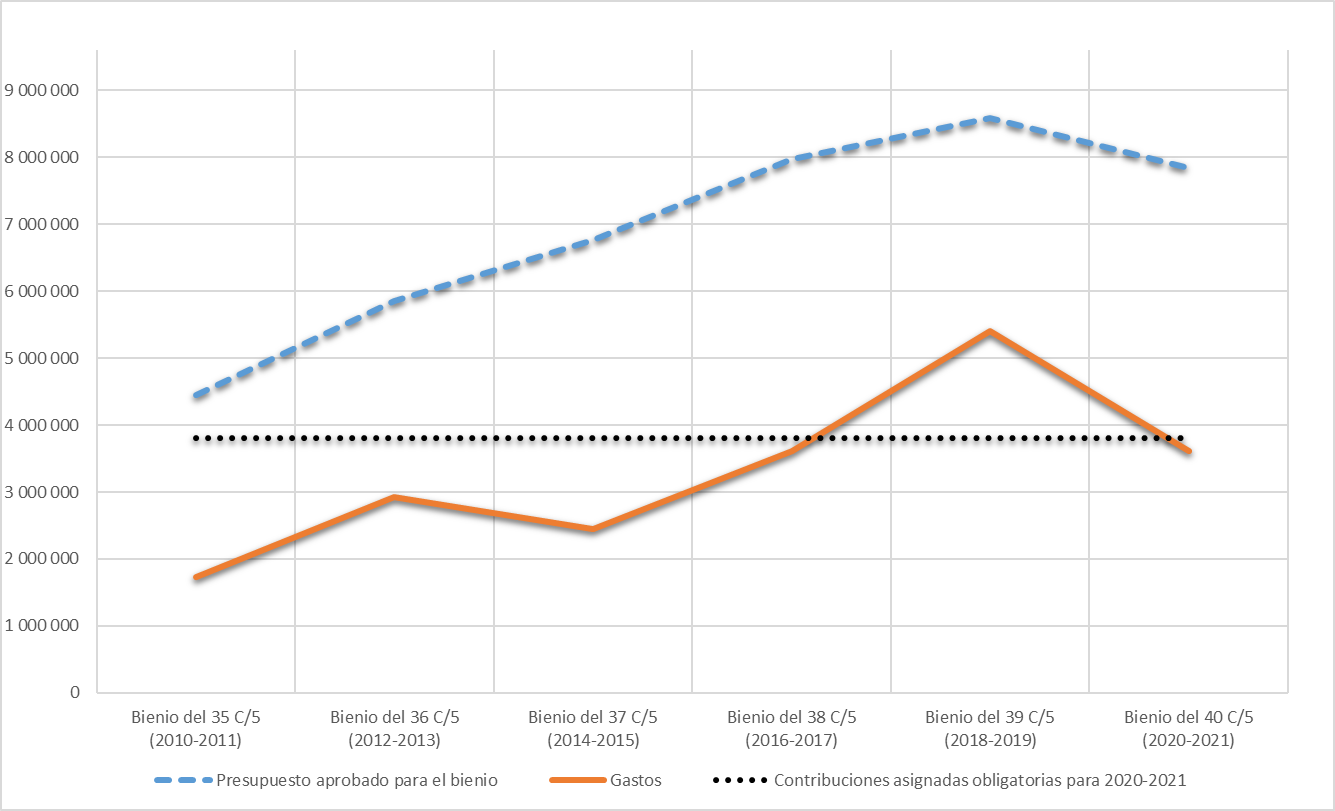 9 000 000
8 000 000
7 000 000
6 000 000
5 000 000
4 000 000
3 000 000
2 000 000
1 000 000
0
Bienio del 35 C/5
(2010-2011)
Bienio del 36 C/5
(2012-2013)
Bienio del 37 C/5
(2014-2015)
Bienio del 38 C/5
(2016-2017)
Bienio del 39 C/5
(2018-2019)
Bienio del 40 C/5
(2020-2021)
Presupuesto aprobado para el bienio
Gastos
Contribuciones asignadas obligatorias para 2020-2021